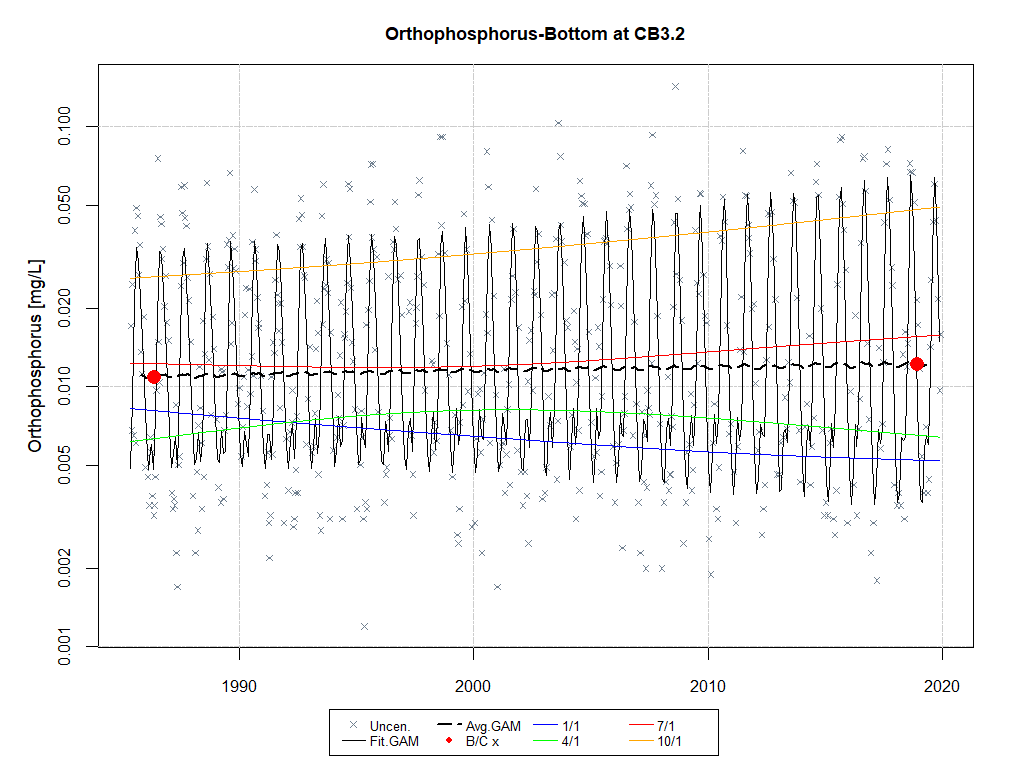 Orthophosphorus-Bottom at CB3.2
Orthophosphorus [mg/L]
0.100
0.050
0.020
0.010
0.005
0.002
0.001
1990 2000 2010 2020
Uncen. Avg.GAM 1/1 7/1
Fit.GAM B/C x 4/1 10/1